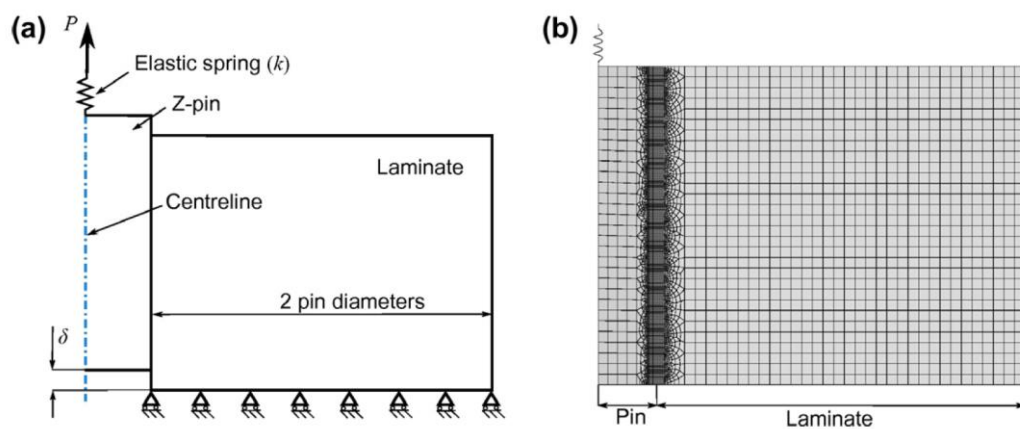 (a)
P
Elastic spring (k)
Z-pin
Laminate
Centreline
2 pin diameters
δ
(b)
Pin
Laminate